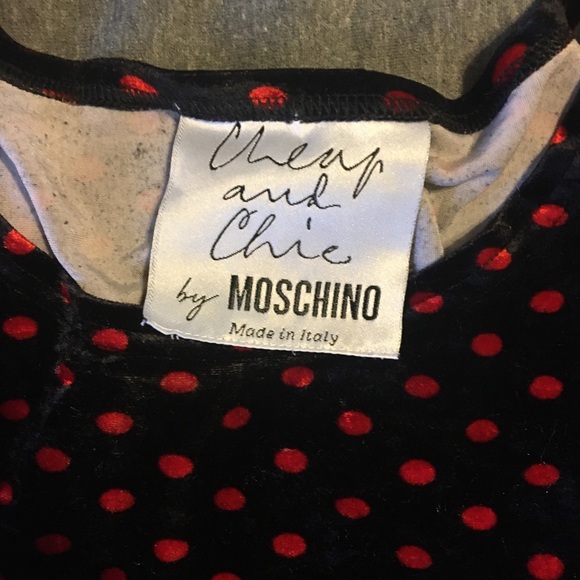 Cheap
and
Chic
by MOSCHINO
Made in Italy